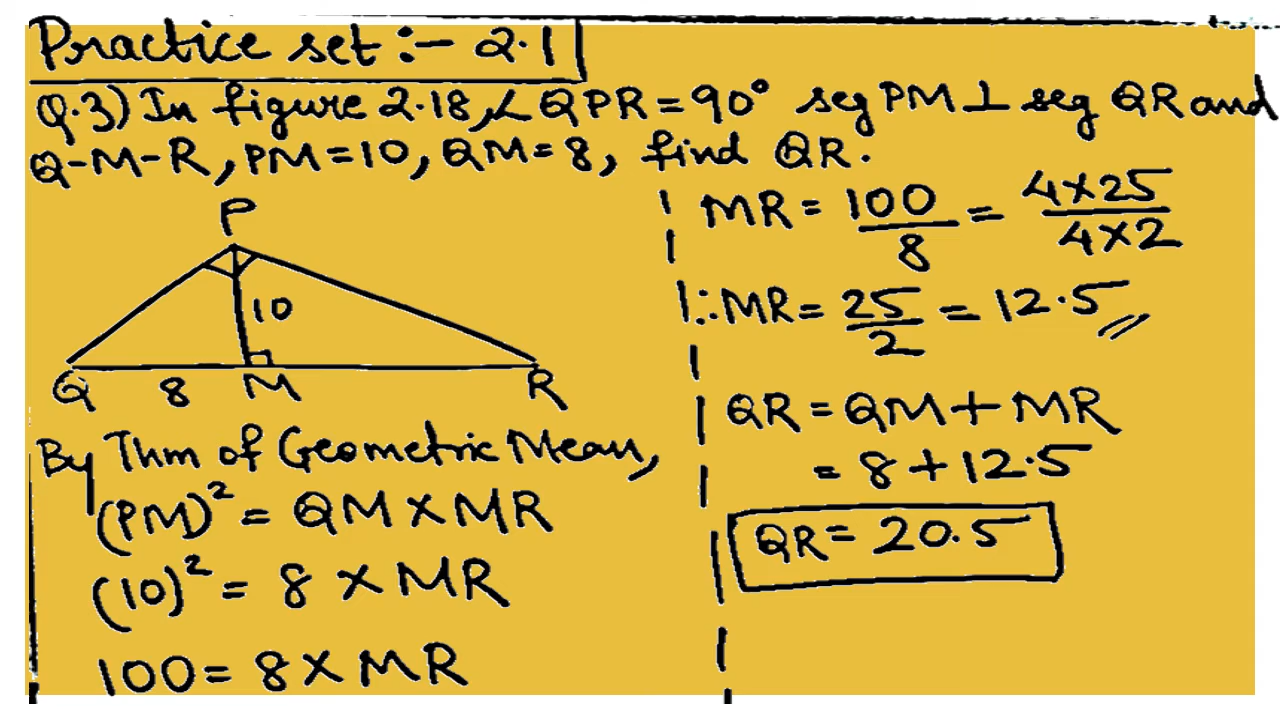 Practice set :- 2.1
Q.3) In figure 2.18, ∠QPR = 90° seg PM ⊥ seg QR and
Q-M-R, PM = 10, QM = 8, find QR.
P
10
Q 8 M R
By Thm of Geometric Mean,
(PM)² = QM × MR
(10)² = 8 × MR
100 = 8 × MR
MR = 100/8 = 4×25/4×2
∴ MR = 25/2 = 12.5
QR = QM + MR
= 8 + 12.5
QR = 20.5